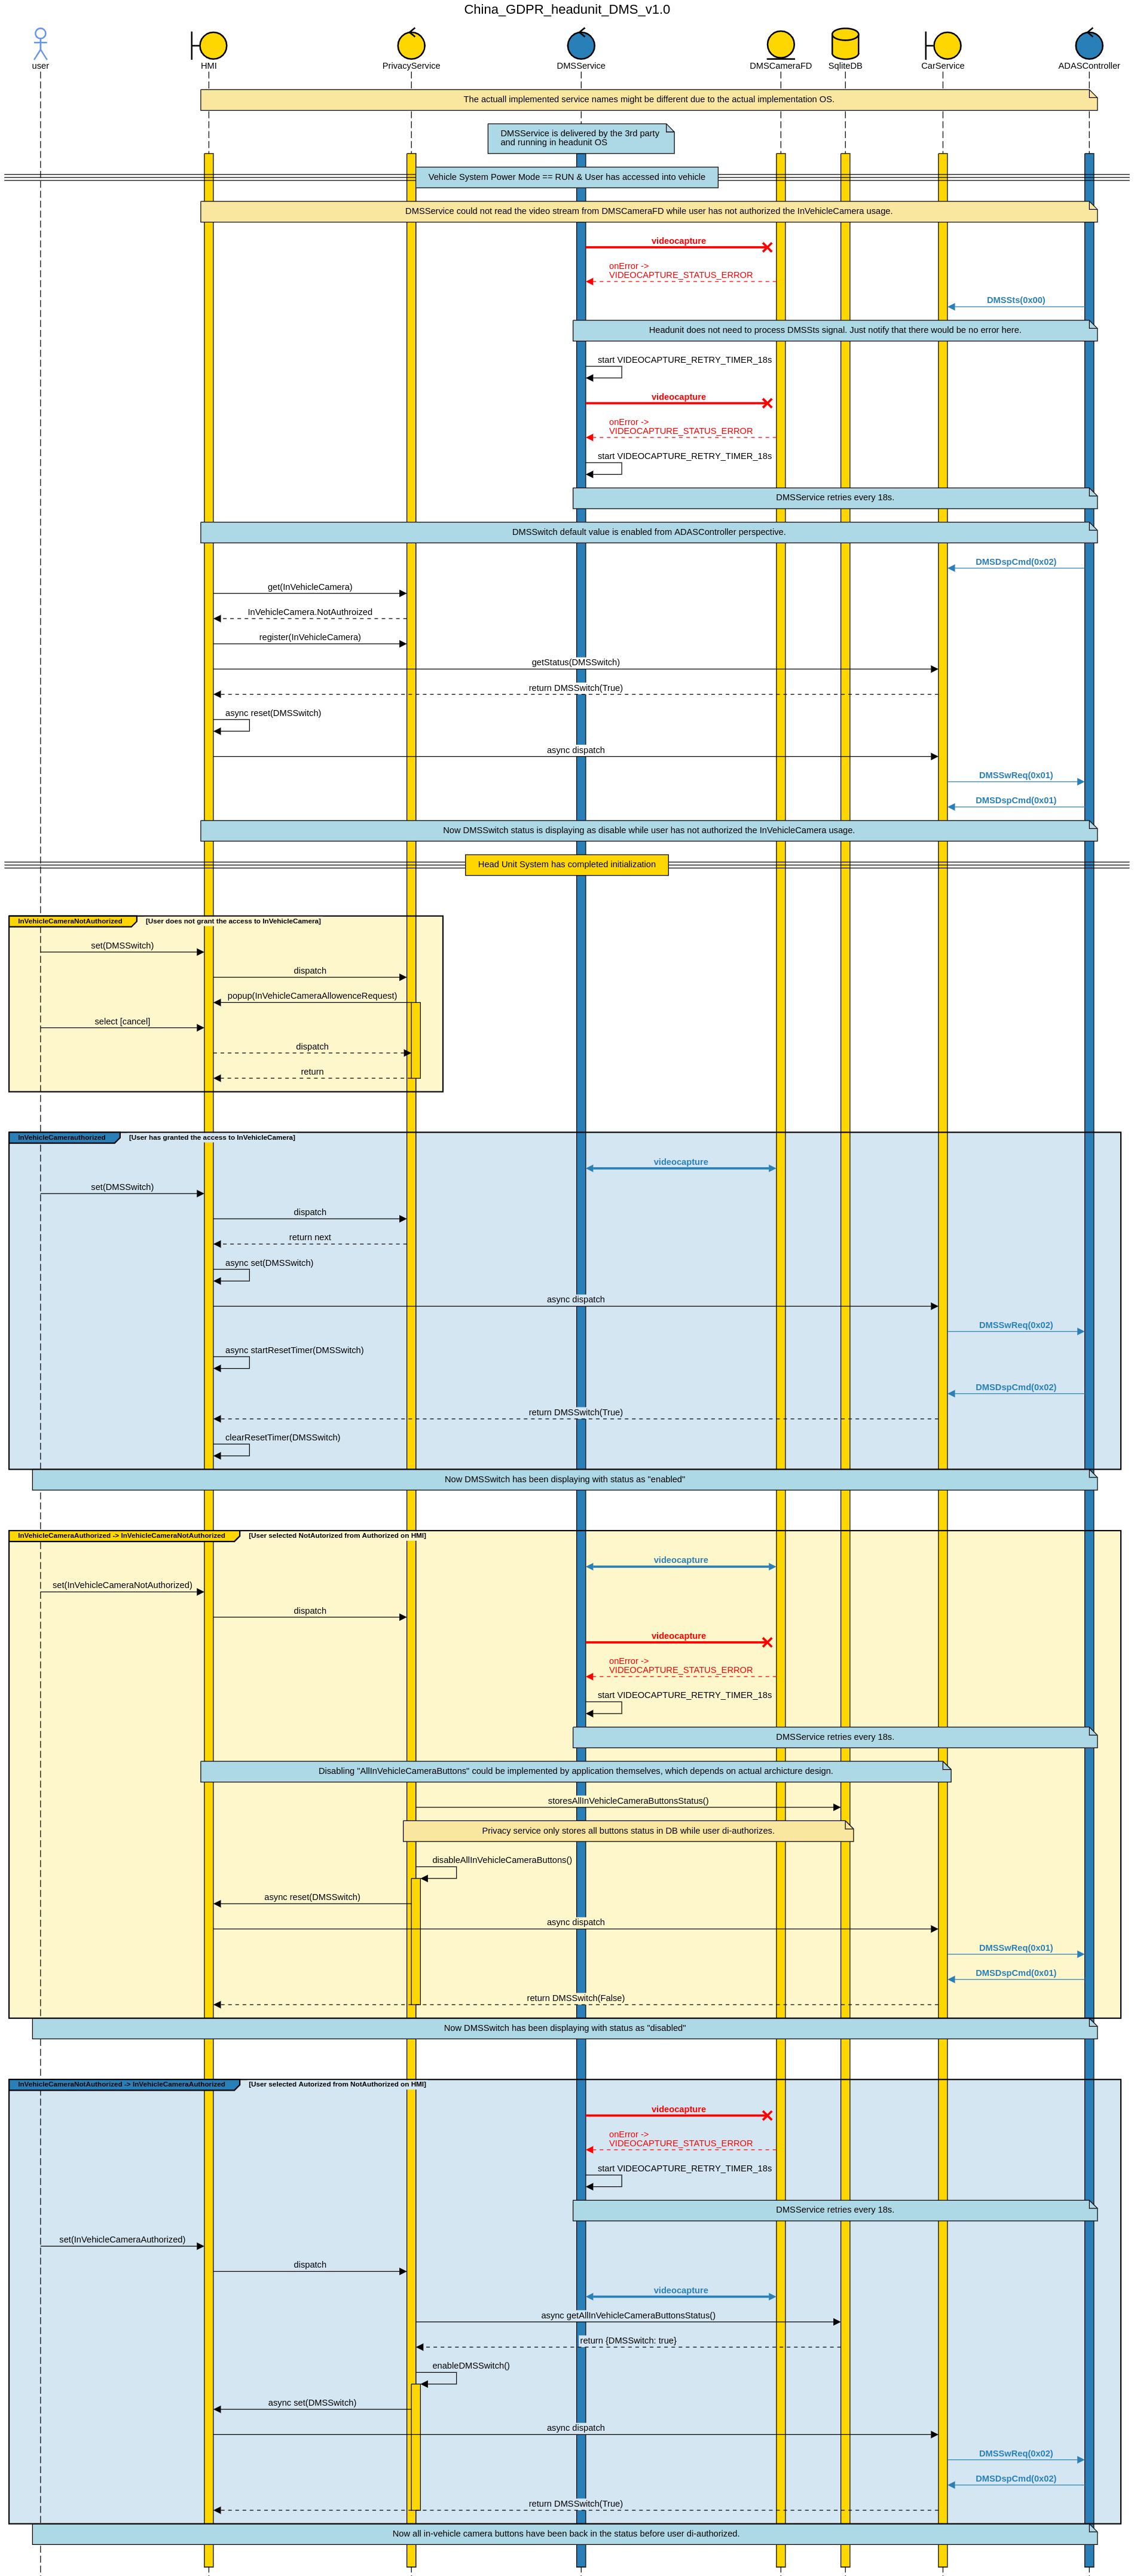 China_GDPR_headunit_DMS_v1.0
user
HMI
PrivacyService
DMSService
DMSCameraFD
SqliteDB
CarService
ADASController
The actuall implemented service names might be different due to the actual implementation OS.
DMSService is delivered by the 3rd party
and running in headunit OS
Vehicle System Power Mode == RUN & User has accessed into vehicle
DMSService could not read the video stream from DMSCameraFD while user has not authorized the InVehicleCamera usage.
videocapture
onError ->
VIDEOCAPTURE_STATUS_ERROR
DMSSts(0x00)
Headunit does not need to process DMSSts signal. Just notify that there would be no error here.
start VIDEOCAPTURE_RETRY_TIMER_18s
videocapture
onError ->
VIDEOCAPTURE_STATUS_ERROR
start VIDEOCAPTURE_RETRY_TIMER_18s
DMSService retries every 18s.
DMSSwitch default value is enabled from ADASController perspective.
DMSDspCmd(0x02)
get(InVehicleCamera)
InVehicleCamera.NotAuthroized
register(InVehicleCamera)
getStatus(DMSSwitch)
return DMSSwitch(True)
async reset(DMSSwitch)
async dispatch
DMSSwReq(0x01)
DMSDspCmd(0x01)
Now DMSSwitch status is displaying as disable while user has not authorized the InVehicleCamera usage.
Head Unit System has completed initialization
InVehicleCameraNotAuthorized [User does not grant the access to InVehicleCamera]
set(DMSSwitch)
dispatch
popup(InVehicleCameraAllowenceRequest)
select [cancel]
dispatch
return
InVehicleCamerauthorized [User has granted the access to InVehicleCamera]
videocapture
set(DMSSwitch)
dispatch
return next
async set(DMSSwitch)
async dispatch
DMSSwReq(0x02)
async startResetTimer(DMSSwitch)
DMSDspCmd(0x02)
return DMSSwitch(True)
clearResetTimer(DMSSwitch)
Now DMSSwitch has been displaying with status as "enabled"
InVehicleCameraAuthorized -> InVehicleCameraNotAuthorized [User selected NotAutorized from Authorized on HMI]
videocapture
set(InVehicleCameraNotAuthorized)
dispatch
videocapture
onError ->
VIDEOCAPTURE_STATUS_ERROR
start VIDEOCAPTURE_RETRY_TIMER_18s
DMSService retries every 18s.
Disabling "AllInVehicleCameraButtons" could be implemented by application themselves, which depends on actual archicture design.
storesAllInVehicleCameraButtonsStatus()
Privacy service only stores all buttons status in DB while user di-authorizes.
disableAllInVehicleCameraButtons()
async reset(DMSSwitch)
async dispatch
DMSSwReq(0x01)
DMSDspCmd(0x01)
return DMSSwitch(False)
Now DMSSwitch has been displaying with status as "disabled"
InVehicleCameraNotAuthorized -> InVehicleCameraAuthorized [User selected Autorized from NotAuthorized on HMI]
videocapture
onError ->
VIDEOCAPTURE_STATUS_ERROR
start VIDEOCAPTURE_RETRY_TIMER_18s
DMSService retries every 18s.
set(InVehicleCameraAuthorized)
dispatch
videocapture
async getAllInVehicleCameraButtonsStatus()
return {DMSSwitch: true}
enableDMSSwitch()
async set(DMSSwitch)
async dispatch
DMSSwReq(0x02)
DMSDspCmd(0x02)
return DMSSwitch(True)
Now all in-vehicle camera buttons have been back in the status before user di-authorized.